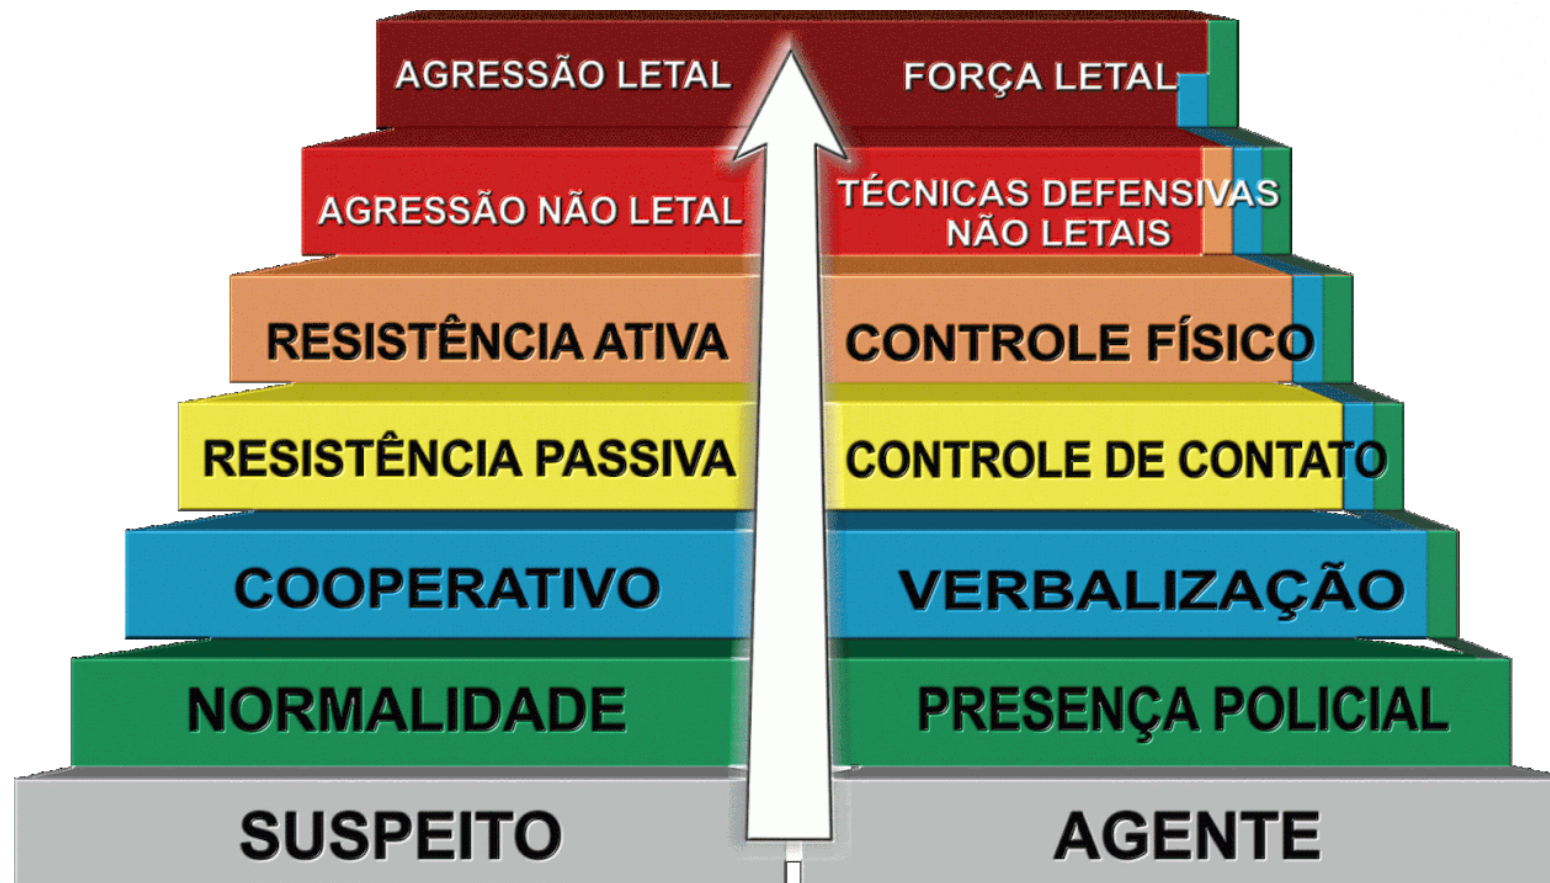 AGRESSÃO LETAL
FORÇA LETAL
AGRESSÃO NÃO LETAL
TÉCNICAS DEFENSIVAS
NÃO LETAIS
RESISTÊNCIA ATIVA
CONTROLE FÍSICO
RESISTÊNCIA PASSIVA
CONTROLE DE CONTATO
COOPERATIVO
VERBALIZAÇÃO
NORMALIDADE
PRESENÇA POLICIAL
SUSPEITO
AGENTE